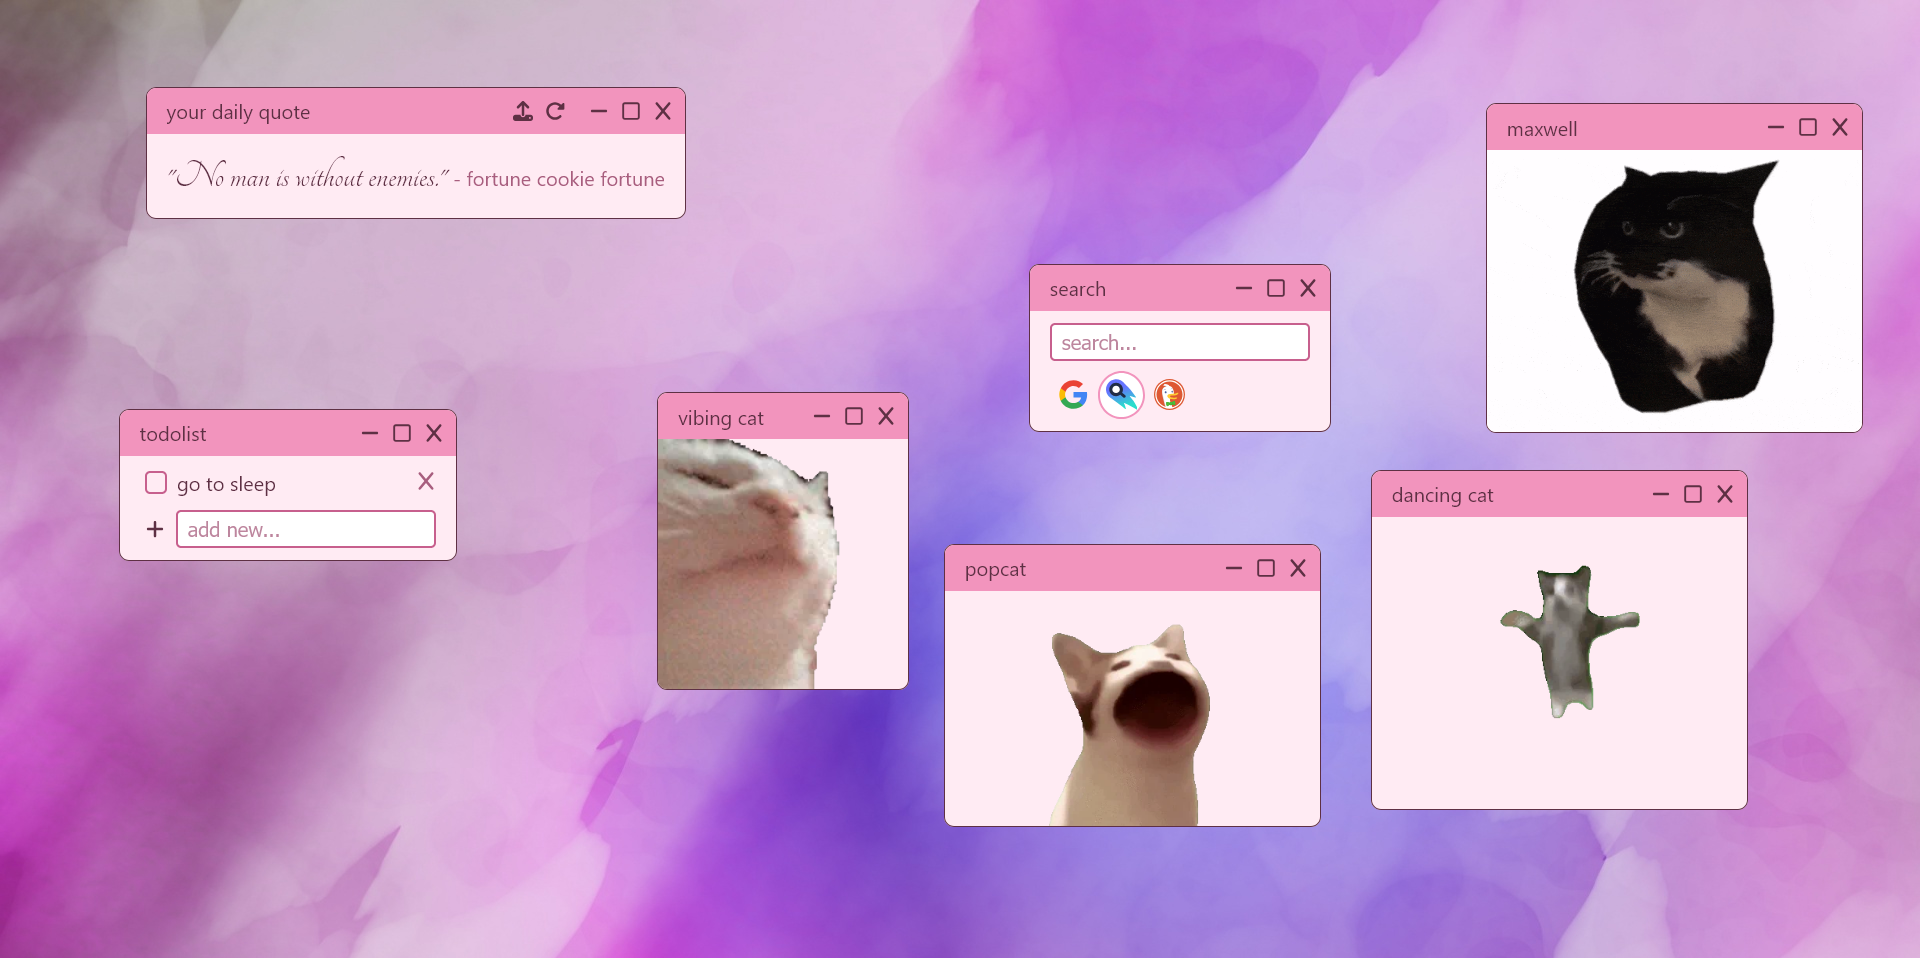 your daily quote
"No man is without enemies." - fortune cookie fortune
maxwell
search
search...
todolist
go to sleep
add new...
vibing cat
popcat
dancing cat